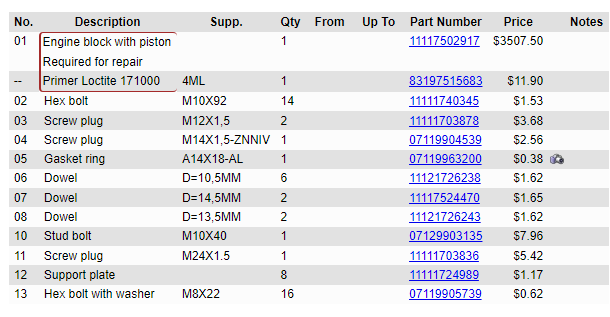 No. Description Supp. Qty From Up To Part Number Price Notes
01 Engine block with piston 1 11117502917 $3507.50
Required for repair
-- Primer Loctite 171000 4ML 1 83197515683 $11.90
02 Hex bolt M10X92 14 11111740345 $1.53
03 Screw plug M12X1,5 2 11111703878 $3.68
04 Screw plug M14X1,5-ZNNIV 1 07119904539 $2.56
05 Gasket ring A14X18-AL 1 07119963200 $0.38
06 Dowel D=10,5MM 6 11121726238 $1.62
07 Dowel D=14,5MM 2 11117524470 $1.65
08 Dowel D=13,5MM 2 11121726243 $1.62
10 Stud bolt M10X40 1 07129903135 $7.96
11 Screw plug M24X1.5 1 11111703836 $5.42
12 Support plate 8 11111724989 $1.17
13 Hex bolt with washer M8X22 16 07119905739 $0.62